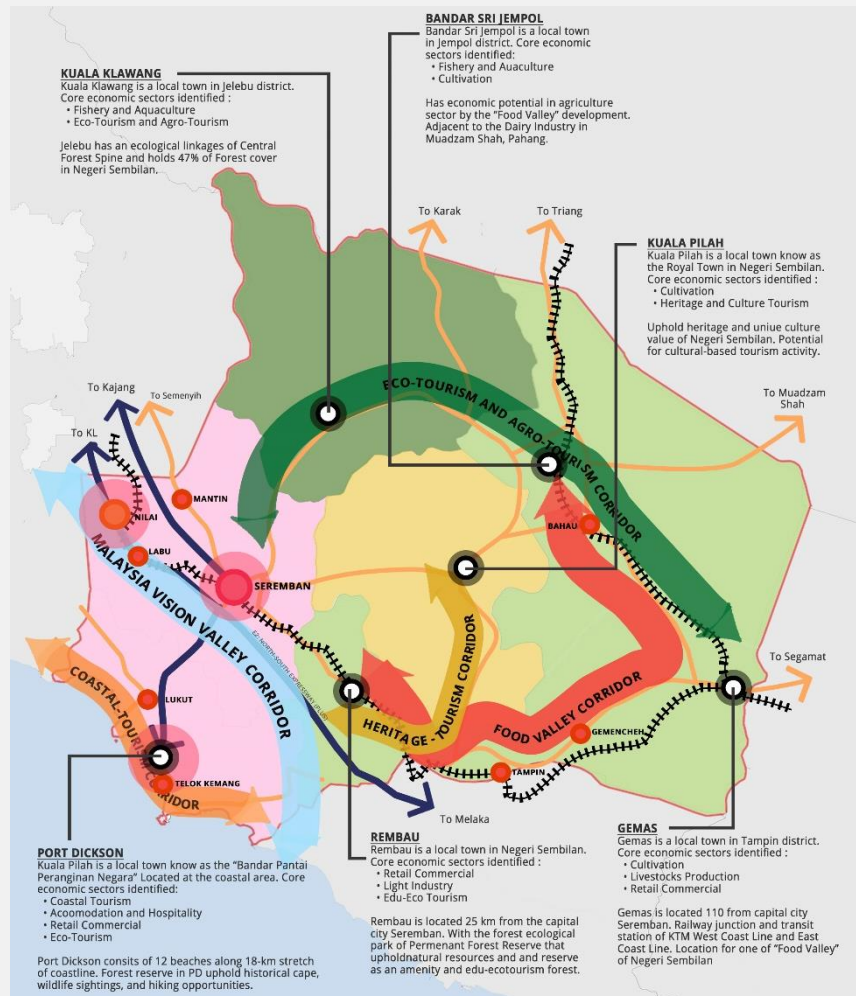 BANDAR SRI JEMPOL
Bandar Sri Jempol is a local town
in Jempol district. Core economic
sectors identified:
• Fishery and Auaculture
• Cultivation
Has economic potential in agriculture
sector by the "Food Valley" development.
Adjacent to the Dairy Industry in
Muadzam Shah, Pahang.
KUALA KLAWANG
Kuala Klawang is a local town in Jelebu district.
Core economic sectors identified :
• Fishery and Aquaculture
• Eco-Tourism and Agro-Tourism
Jelebu has an ecological linkages of Central
Forest Spine and holds 47% of Forest cover
in Negeri Sembilan.
To Karak
To Triang
KUALA PILAH
Kuala Pilah is a local town know as
the Royal Town in Negeri Sembilan.
Core economic sectors identified :
• Cultivation
• Heritage and Culture Tourism
Uphold heritage and uniue culture
value of Negeri Sembilan. Potential
for cultural-based tourism activity.
To Kajang
To Semenyih
To KL
To Muadzam
Shah
ECO-TOURISM AND AGRO-TOURISM CORRIDOR
MANTIN
NILAI
LABU
BAHAU
SEREMBAN
MALAYSIA VISION VALLEY CORRIDOR
E2: NORTH-SOUTH EXPRESSWAY (PLUS)
To Segamat
COASTAL-TOURISM CORRIDOR
LUKUT
HERITAGE - TOURISM CORRIDOR
FOOD VALLEY CORRIDOR
GEMENCHEH
TAMPIN
TELOK KEMANG
To Melaka
PORT DICKSON
Kuala Pilah is a local town know as the "Bandar Pantai
Peranginan Negara" Located at the coastal area. Core
economic sectors identified:
• Coastal Tourism
• Acoomodation and Hospitality
• Retail Commercial
• Eco-Tourism
Port Dickson consits of 12 beaches along 18-km stretch
of coastline. Forest reserve in PD uphold historical cape,
wildlife sightings, and hiking opportunities.
REMBAU
Rembau is a local town in Negeri Sembilan.
Core economic sectors identified :
• Retail Commercial
• Light Industry
• Edu-Eco Tourism
Rembau is located 25 km from the capital
city Seremban. With the forest ecological
park of Permenant Forest Reserve that
upholdnatural resources and and reserve
as an amenity and edu-ecotourism forest.
GEMAS
Gemas is a local town in Tampin district.
Core economic sectors identified :
• Cultivation
• Livestocks Production
• Retail Commercial
Gemas is located 110 from capital city
Seremban. Railway junction and transit
station of KTM West Coast Line and East
Coast Line. Location for one of "Food Valley"
of Negeri Sembilan